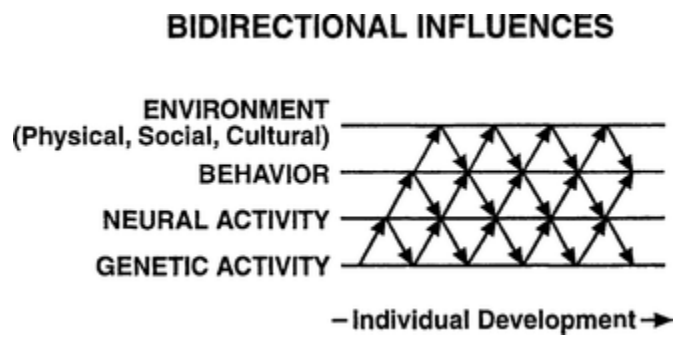 BIDIRECTIONAL INFLUENCES
ENVIRONMENT
(Physical, Social, Cultural)
BEHAVIOR
NEURAL ACTIVITY
GENETIC ACTIVITY
Individual Development